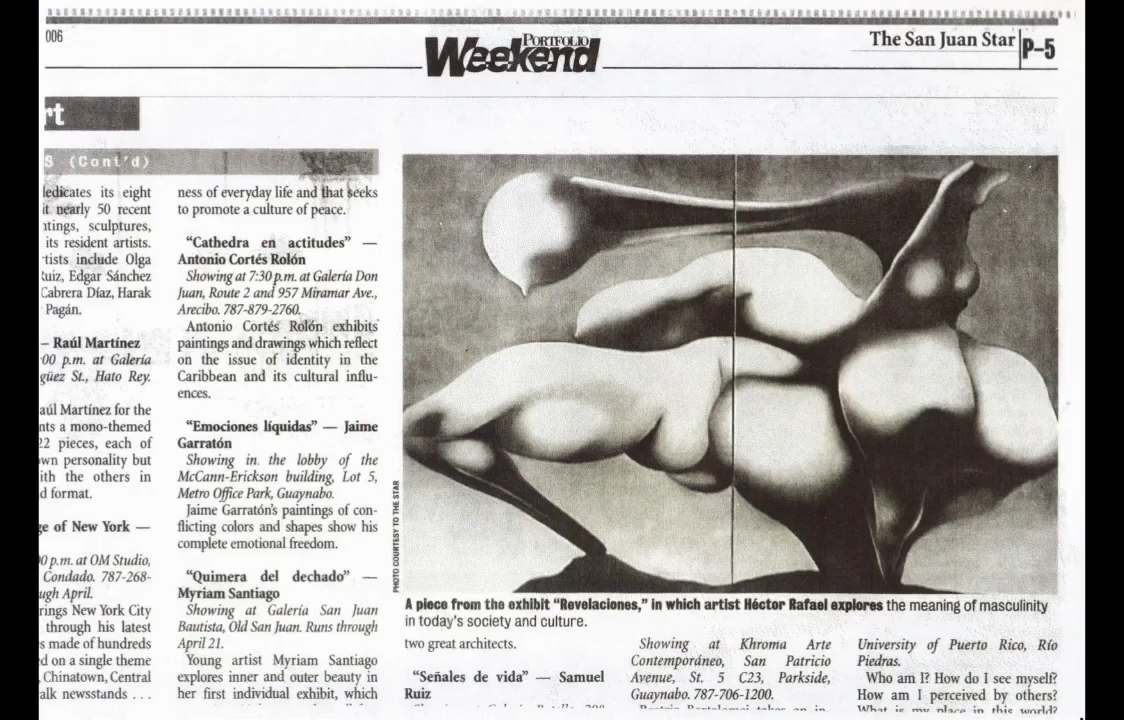 006
PORTFOLIO
Weekend
The San Juan Star
P-5
rt
S (Cont'd)
ledicates its eight
it nearly 50 recent
ntings, sculptures,
its resident artists.
tists include Olga
Ruiz, Edgar Sánchez
Cabrera Díaz, Harak
Pagán.
– Raúl Martínez
00 p.m. at Galería
güez St., Hato Rey.
aúl Martínez for the
nts a mono-themed
22 pieces, each of
wn personality but
ith the others in
d format.
ge of New York —
00 p.m. at OM Studio,
Condado. 787-268-
ugh April.
rings New York City
through his latest
s made of hundreds
d on a single theme
, Chinatown, Central
alk newsstands . . .
ness of everyday life and that seeks
to promote a culture of peace.
"Cathedra en actitudes" —
Antonio Cortés Rolón
Showing at 7:30 p.m. at Galería Don
Juan, Route 2 and 957 Miramar Ave.,
Arecibo. 787-879-2760.
Antonio Cortés Rolón exhibits
paintings and drawings which reflect
on the issue of identity in the
Caribbean and its cultural influ-
ences.
"Emociones líquidas" — Jaime
Garratón
Showing in the lobby of the
McCann-Erickson building, Lot 5,
Metro Office Park, Guaynabo.
Jaime Garratón's paintings of con-
flicting colors and shapes show his
complete emotional freedom.
"Quimera del dechado" —
Myriam Santiago
Showing at Galería San Juan
Bautista, Old San Juan. Runs through
April 21.
Young artist Myriam Santiago
explores inner and outer beauty in
her first individual exhibit, which
PHOTO COURTESY TO THE STAR
A piece from the exhibit "Revelaciones," in which artist Héctor Rafael explores the meaning of masculinity
in today's society and culture.
two great architects.
"Señales de vida" — Samuel
Ruiz
Showing at Khroma Arte
Contemporáneo, San Patricio
Avenue, St. 5 C23, Parkside,
Guaynabo. 787-706-1200.
University of Puerto Rico, Río
Piedras.
Who am I? How do I see myself?
How am I perceived by others?
What is my place in this world?